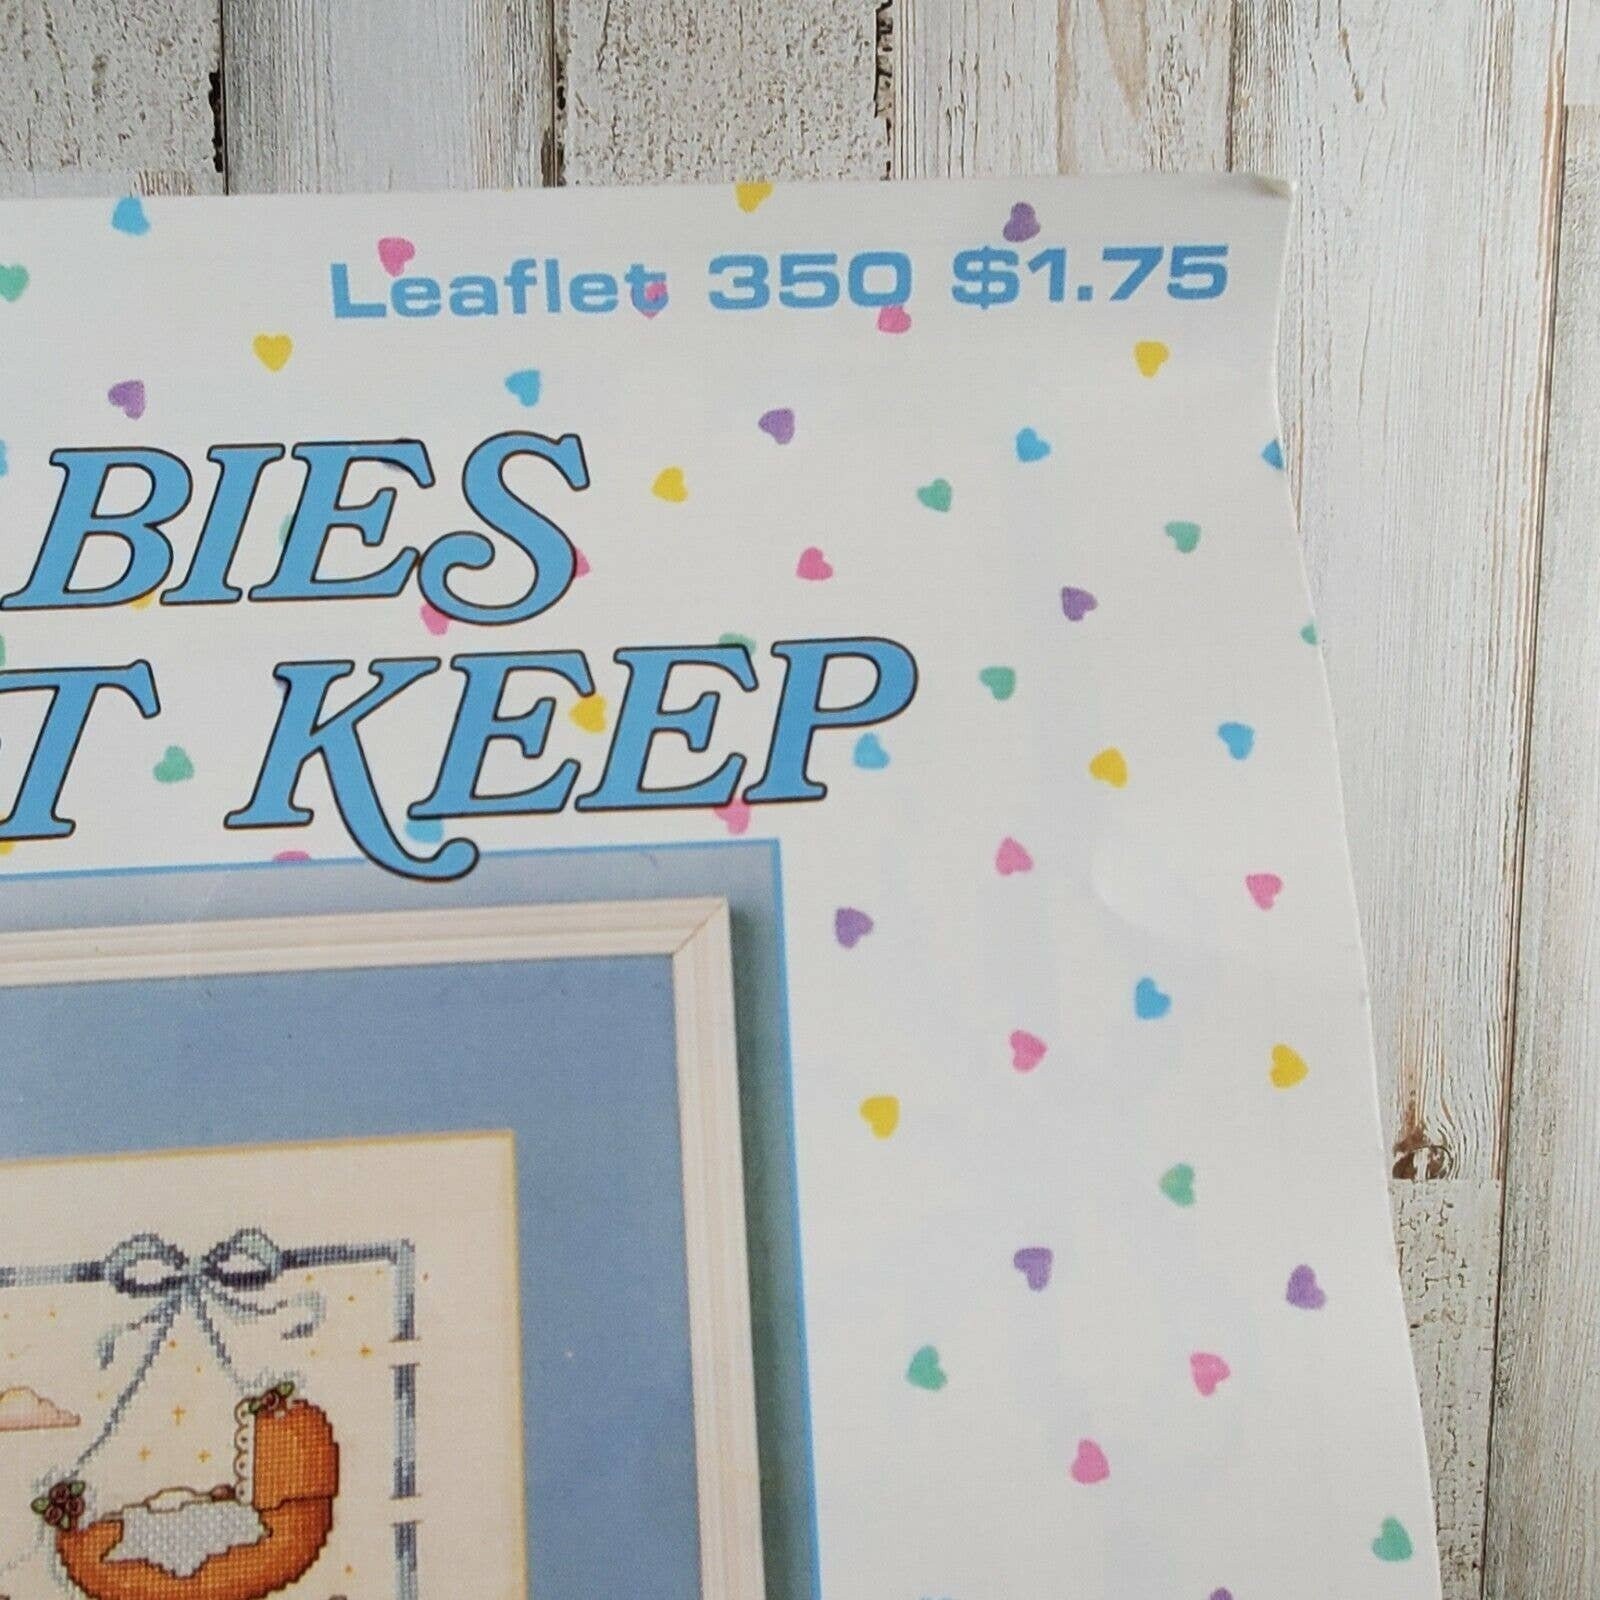 Leaflet 350 $1.75
BIES
T KEEP